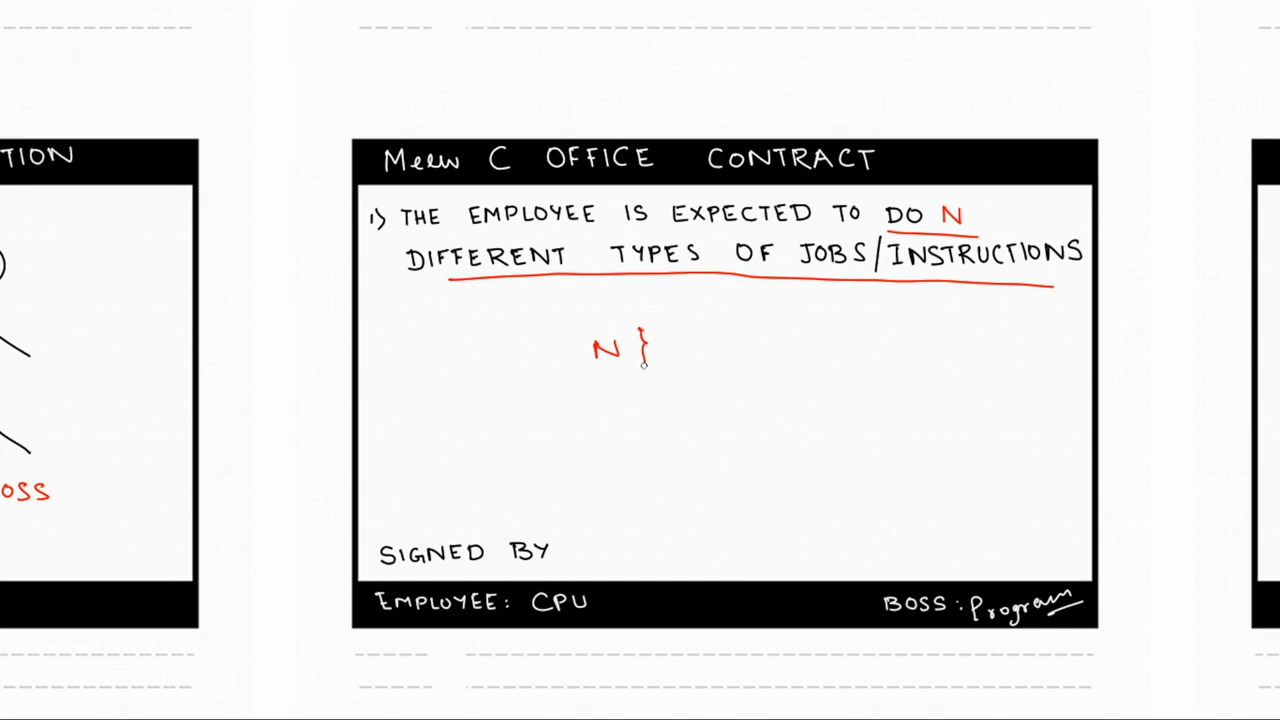 TION
OSS
Meew C OFFICE CONTRACT
1) THE EMPLOYEE IS EXPECTED TO DO N
DIFFERENT TYPES OF JOBS/INSTRUCTIONS
N }
SIGNED BY
EMPLOYEE: CPU
BOSS: Program